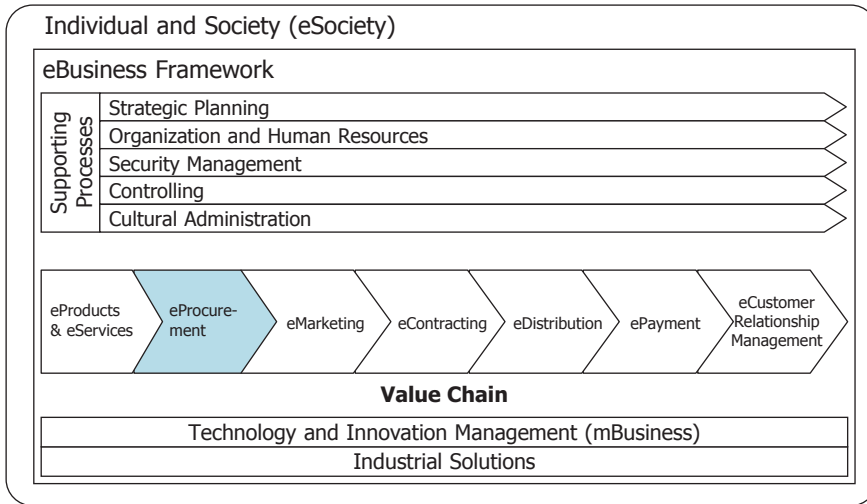 Individual and Society (eSociety)
eBusiness Framework
Supporting
Processes
Strategic Planning
Organization and Human Resources
Security Management
Controlling
Cultural Administration
eProducts
& eServices
eProcure-
ment
eMarketing
eContracting
eDistribution
ePayment
eCustomer
Relationship
Management
Value Chain
Technology and Innovation Management (mBusiness)
Industrial Solutions